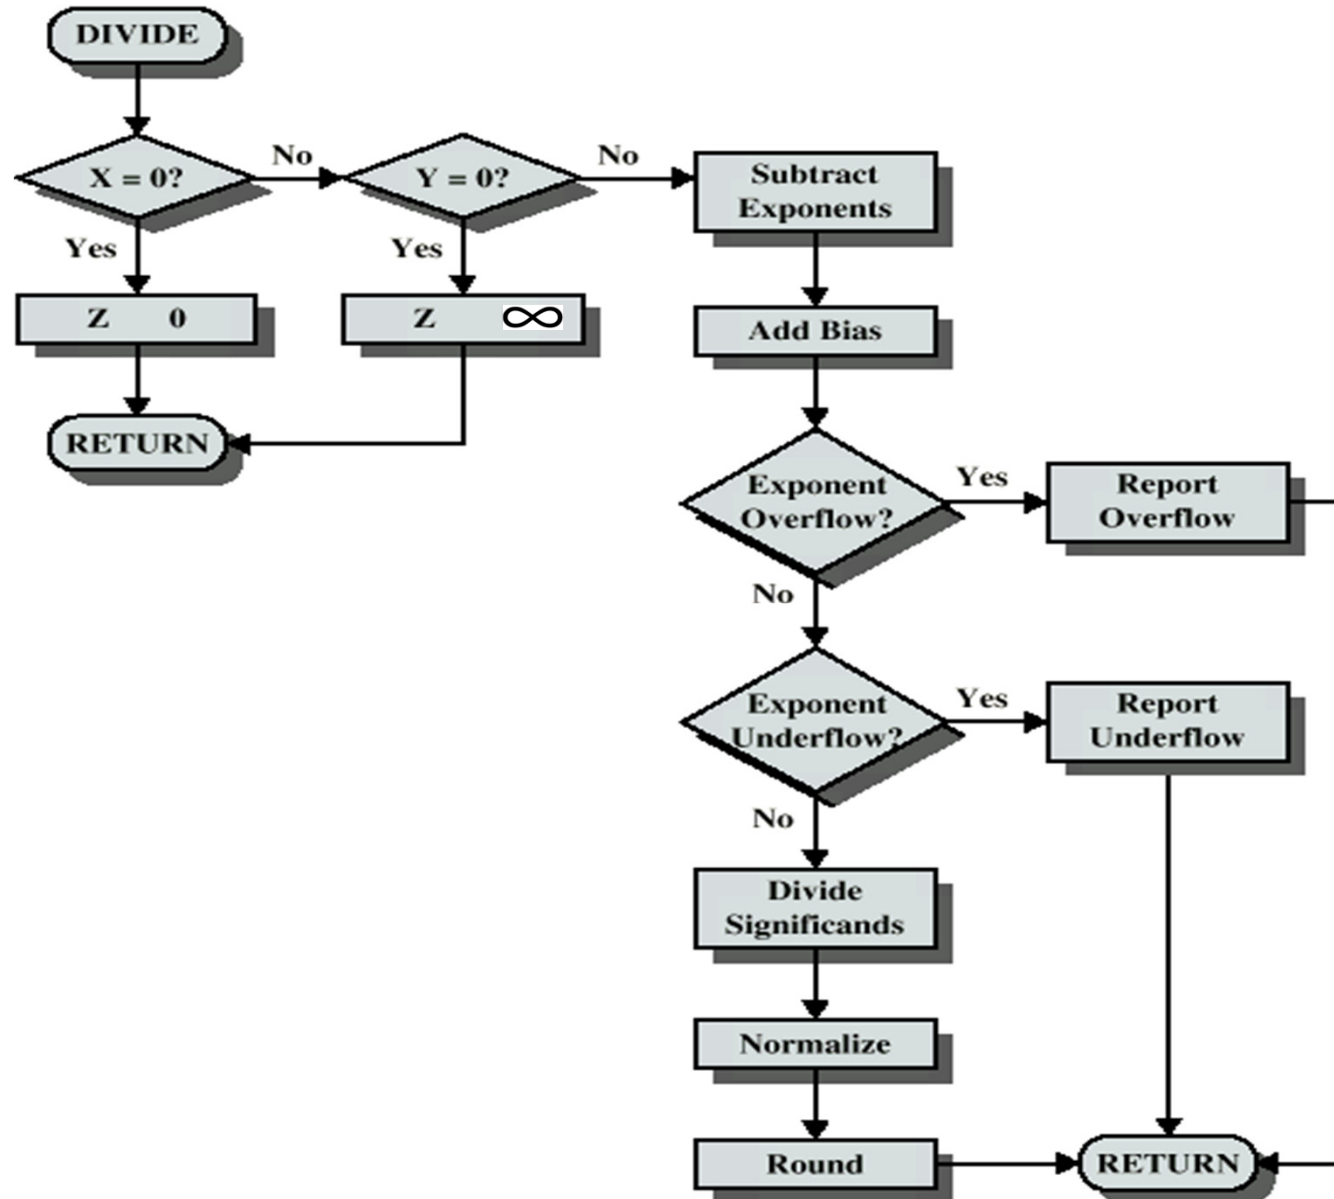 DIVIDE
X = 0?
No
Y = 0?
No
Subtract
Exponents
Yes
Yes
Z 0
Z ∞
Add Bias
RETURN
Exponent
Overflow?
Yes
Report
Overflow
No
Exponent
Underflow?
Yes
Report
Underflow
No
Divide
Significands
Normalize
Round
RETURN